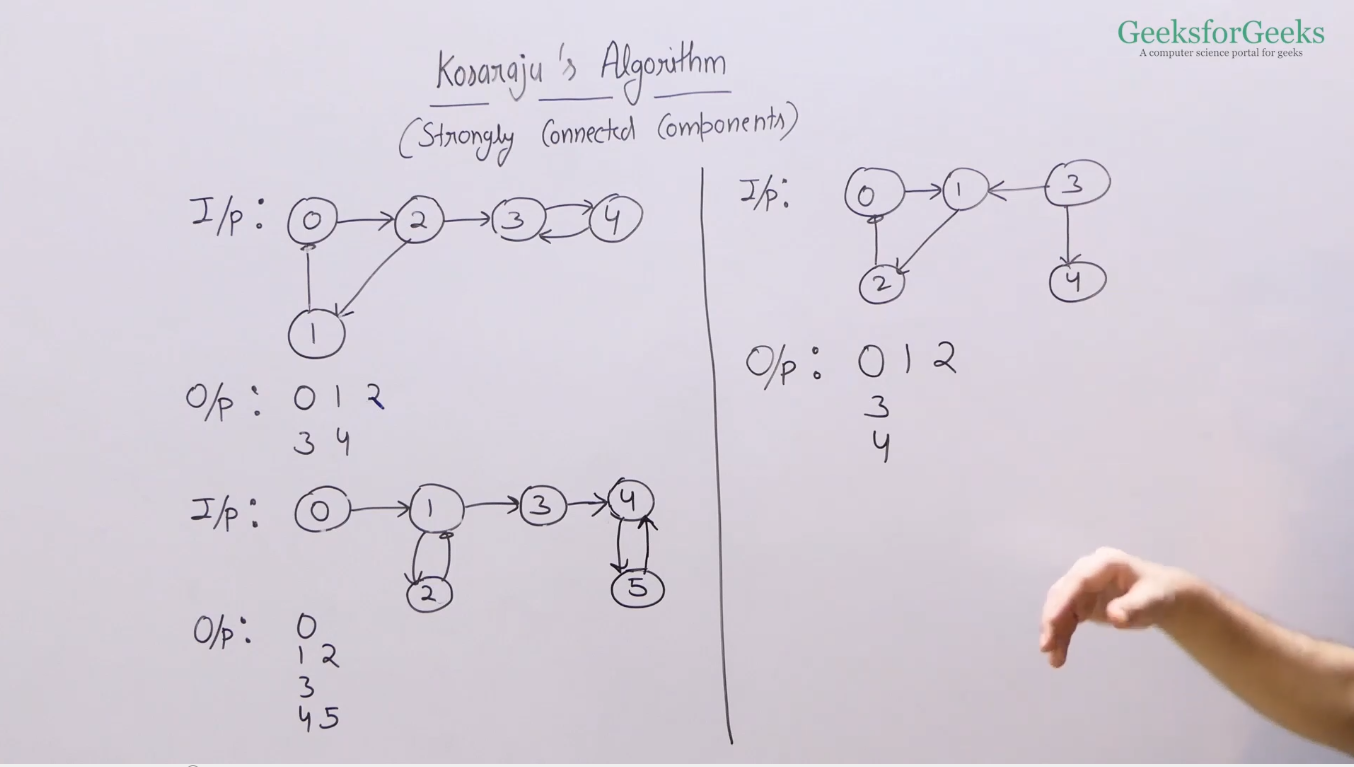 GeeksforGeeks
A computer science portal for geeks
Kosaraju's Algorithm
(Strongly Connected Components)
I/p: 0 2 3 4
1
O/p: 0 1 2
3 4
I/p: 0 1 3 4
2 5
O/p: 0
1 2
3
4 5
I/p: 0 1 3
2 4
O/p: 0 1 2
3
4